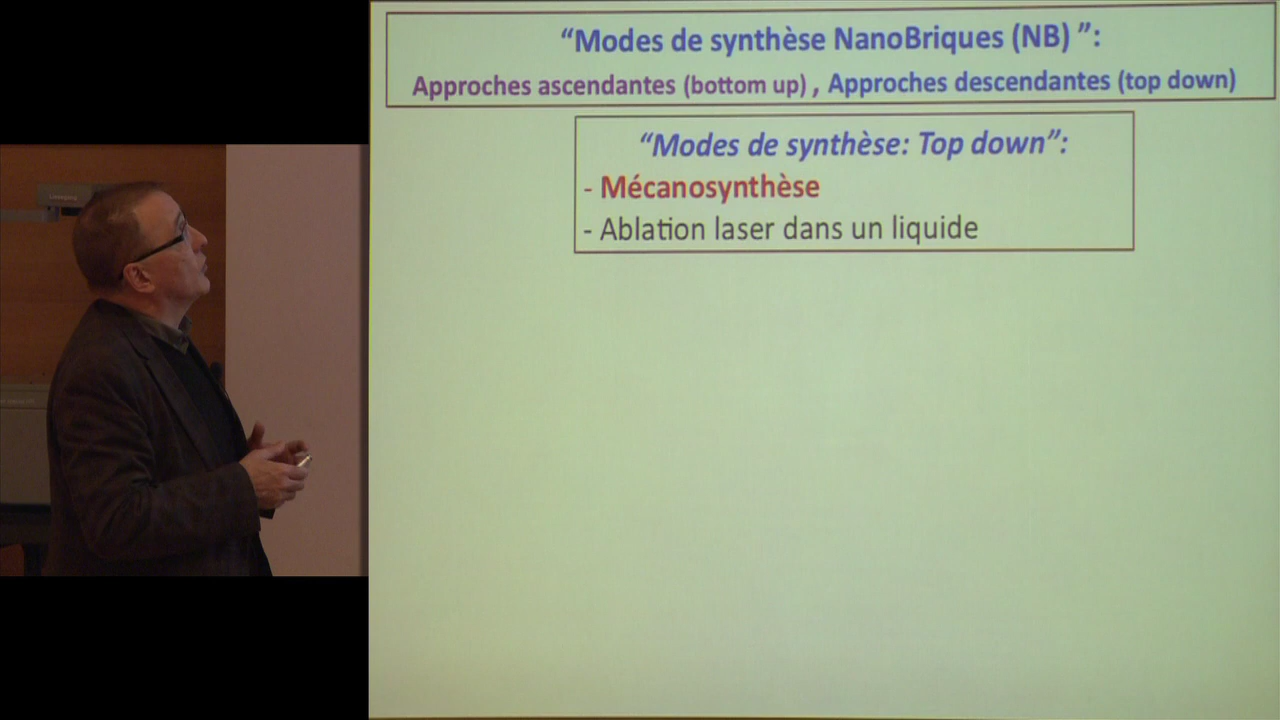 “Modes de synthèse NanoBriques (NB) ”:
Approches ascendantes (bottom up) , Approches descendantes (top down)
“Modes de synthèse: Top down”:
- Mécanosynthèse
- Ablation laser dans un liquide